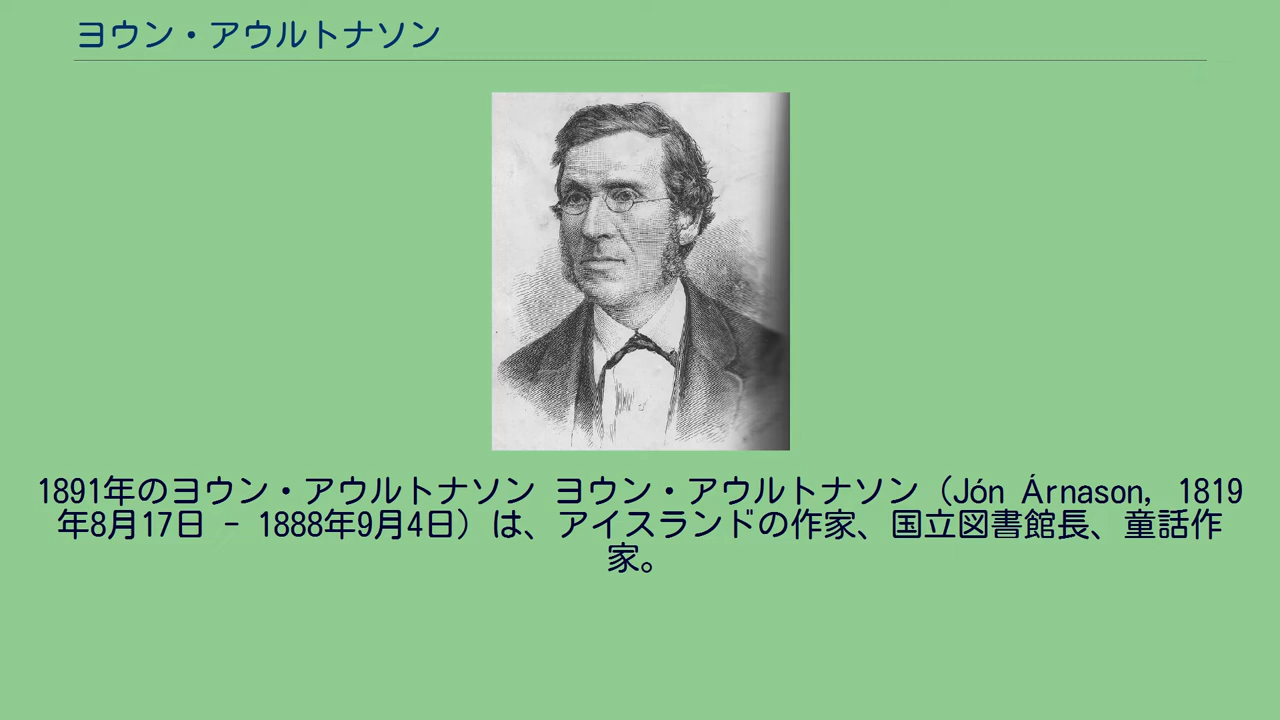 ヨウン・アウルトナソン
1891年のヨウン・アウルトナソン ヨウン・アウルトナソン（Jón Árnason, 1819
年8月17日 - 1888年9月4日）は、アイスランドの作家、国立図書館長、童話作
家。